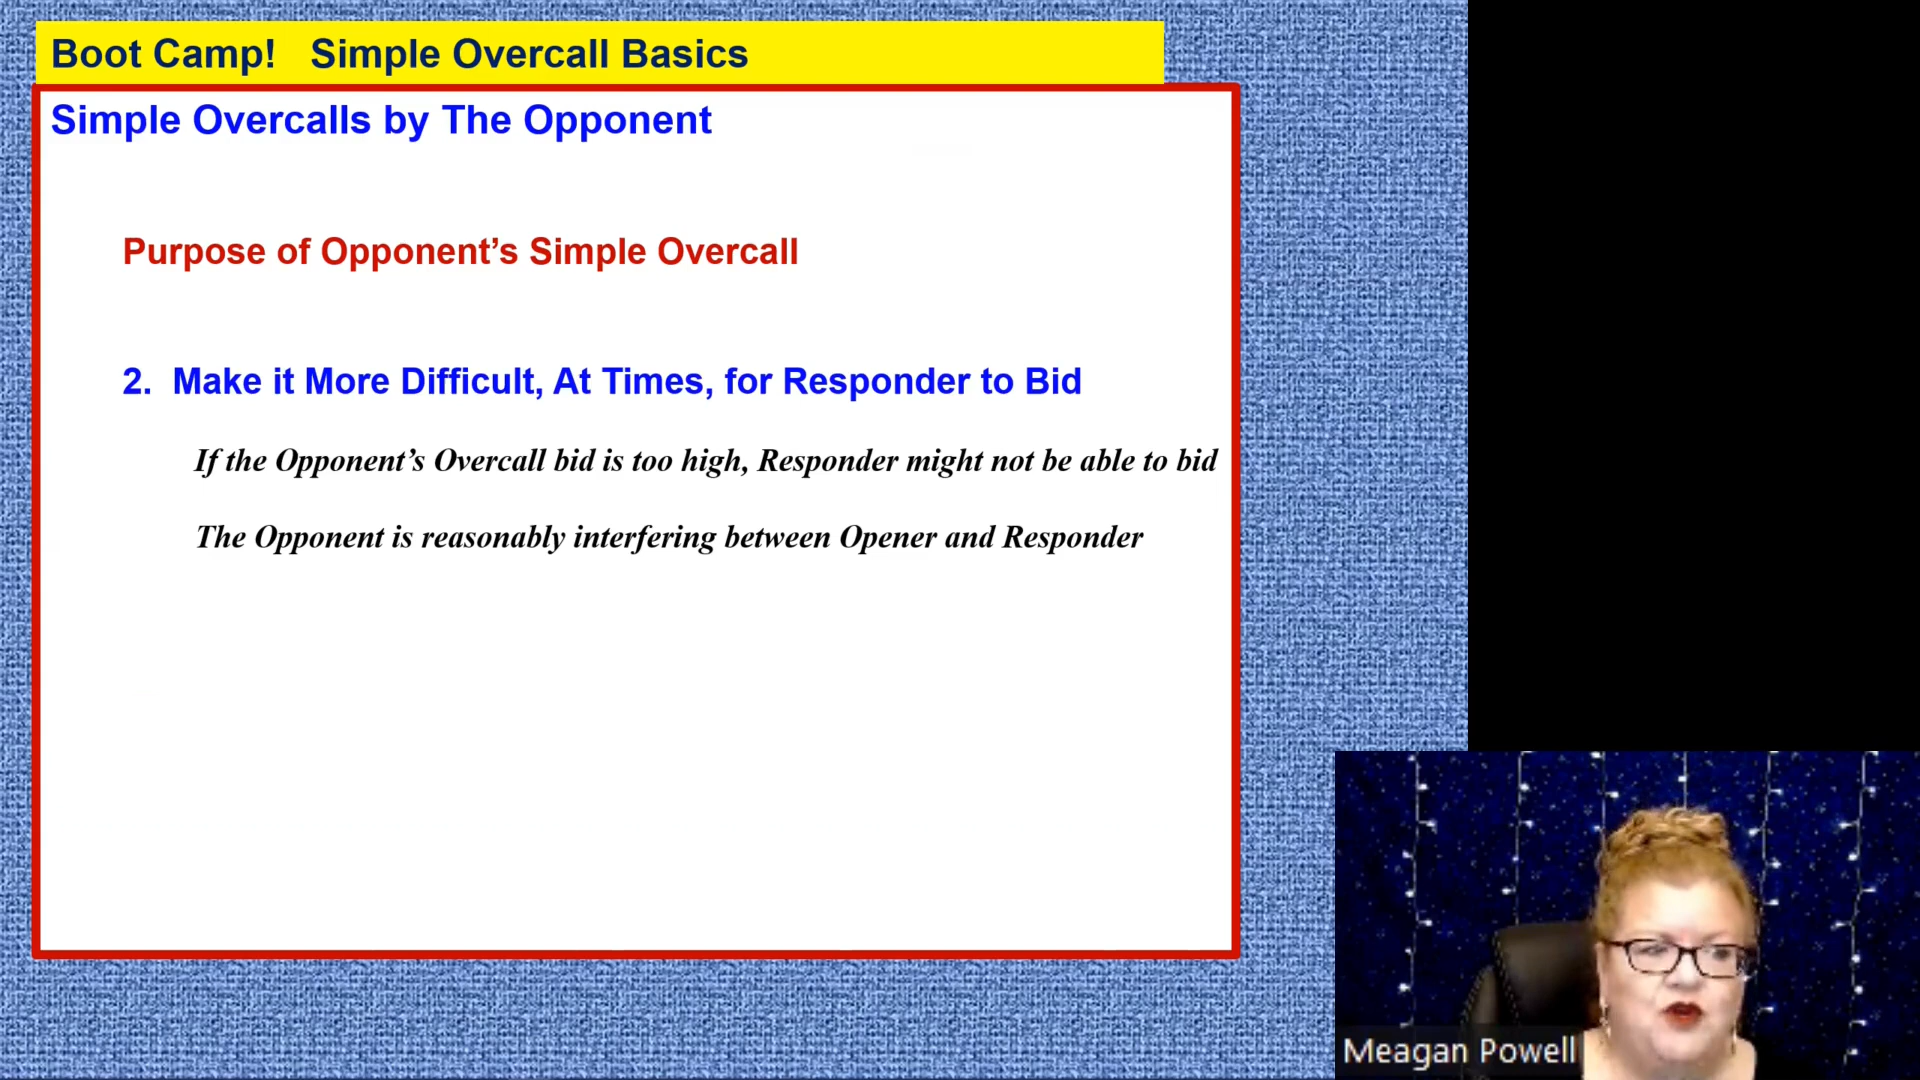 Boot Camp! Simple Overcall Basics
Simple Overcalls by The Opponent
Purpose of Opponent’s Simple Overcall
2. Make it More Difficult, At Times, for Responder to Bid
If the Opponent’s Overcall bid is too high, Responder might not be able to bid
The Opponent is reasonably interfering between Opener and Responder
Meagan Powell